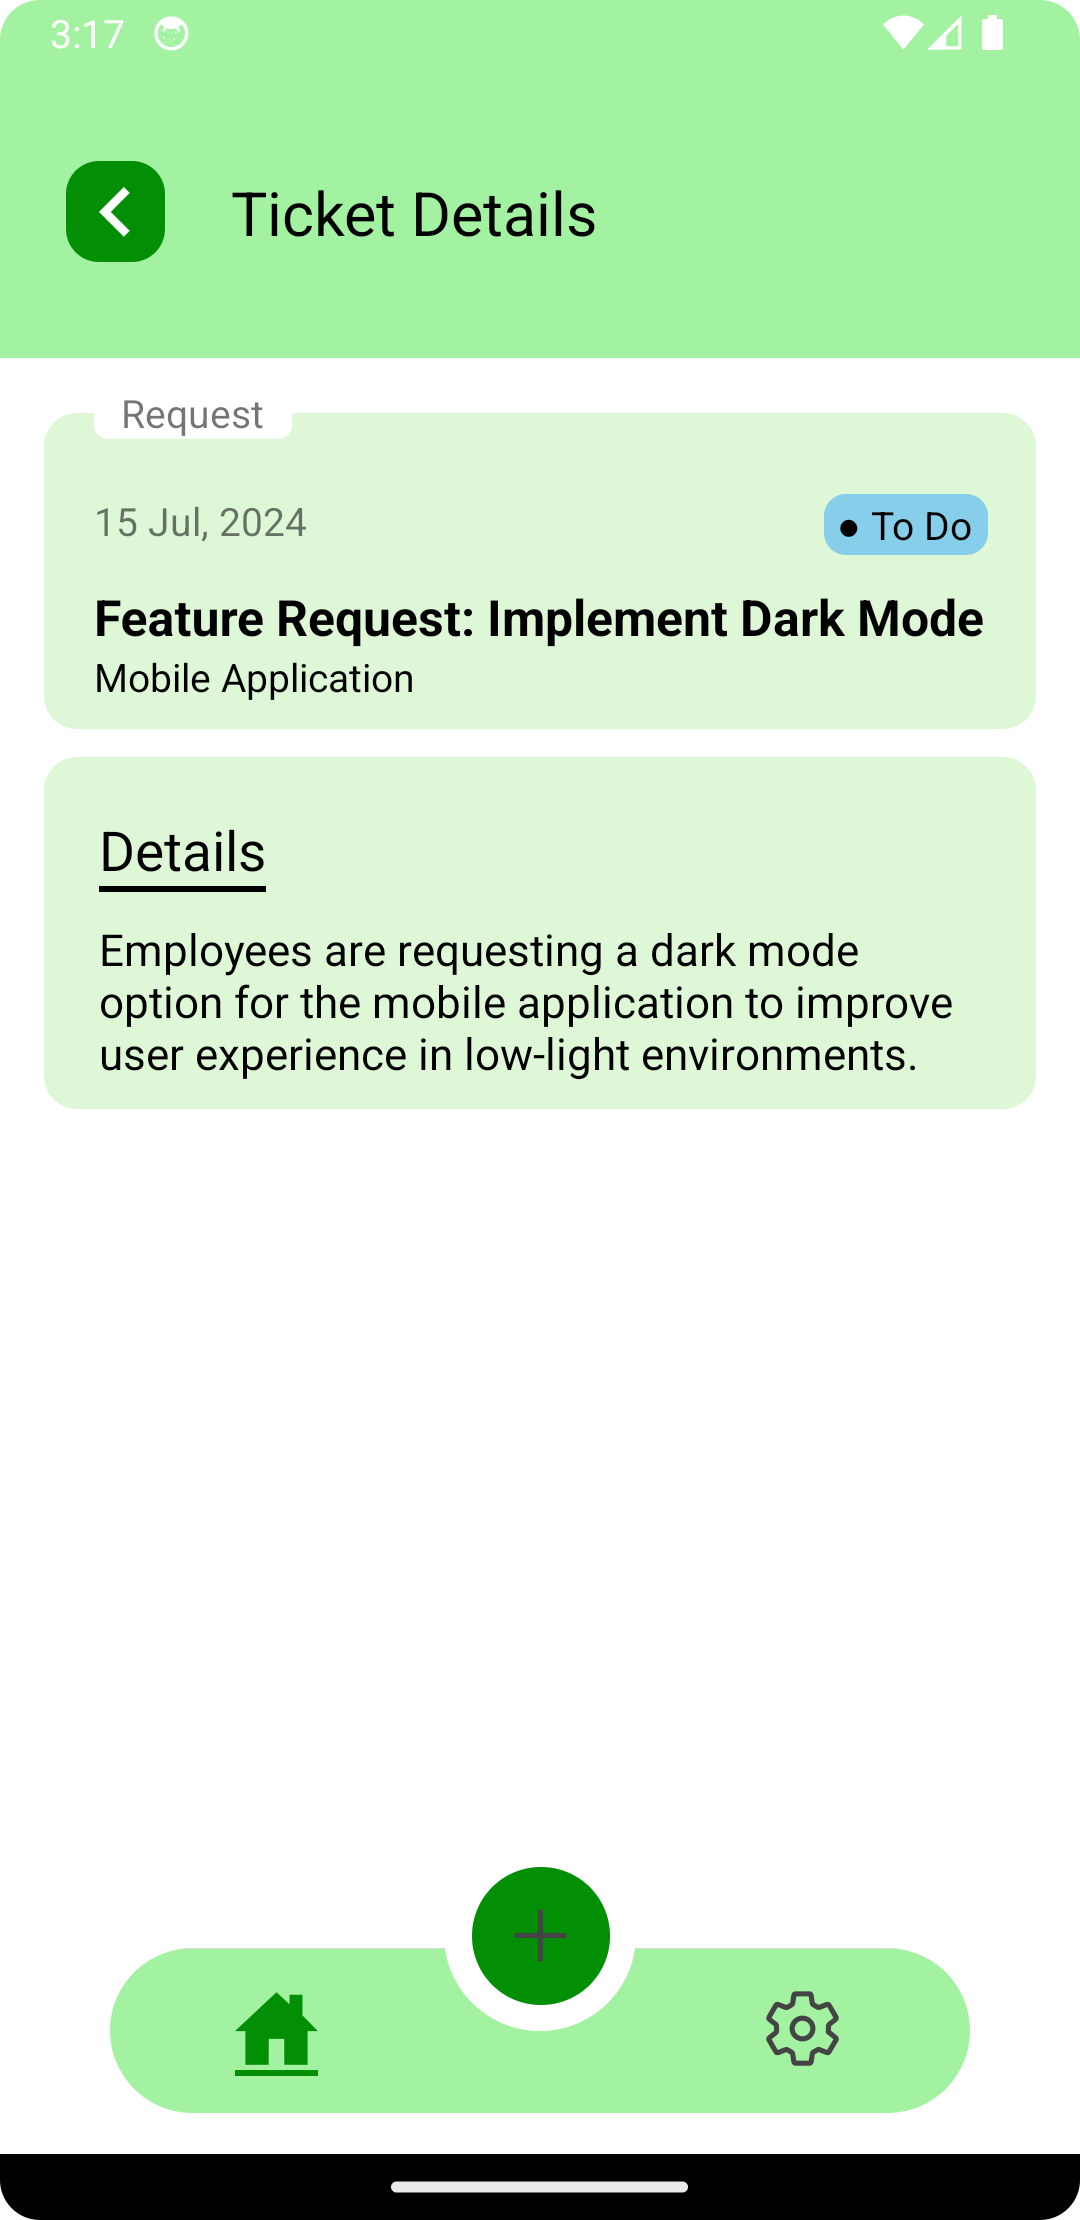 3:17
Ticket Details
Request
15 Jul, 2024
● To Do
Feature Request: Implement Dark Mode
Mobile Application
Details
Employees are requesting a dark mode
option for the mobile application to improve
user experience in low-light environments.